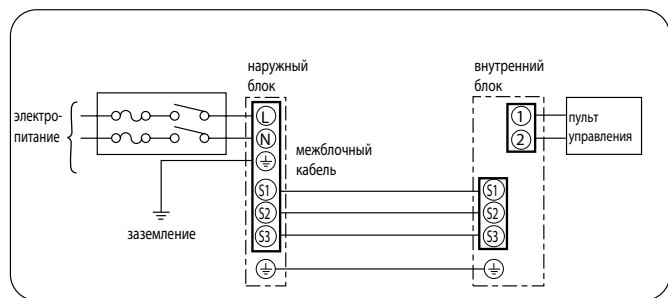 наружный
блок
внутренний
блок
электро-
питание
L
N
межблочный
кабель
S1
S2
S3
заземление
1
2
пульт
управления
S1
S2
S3